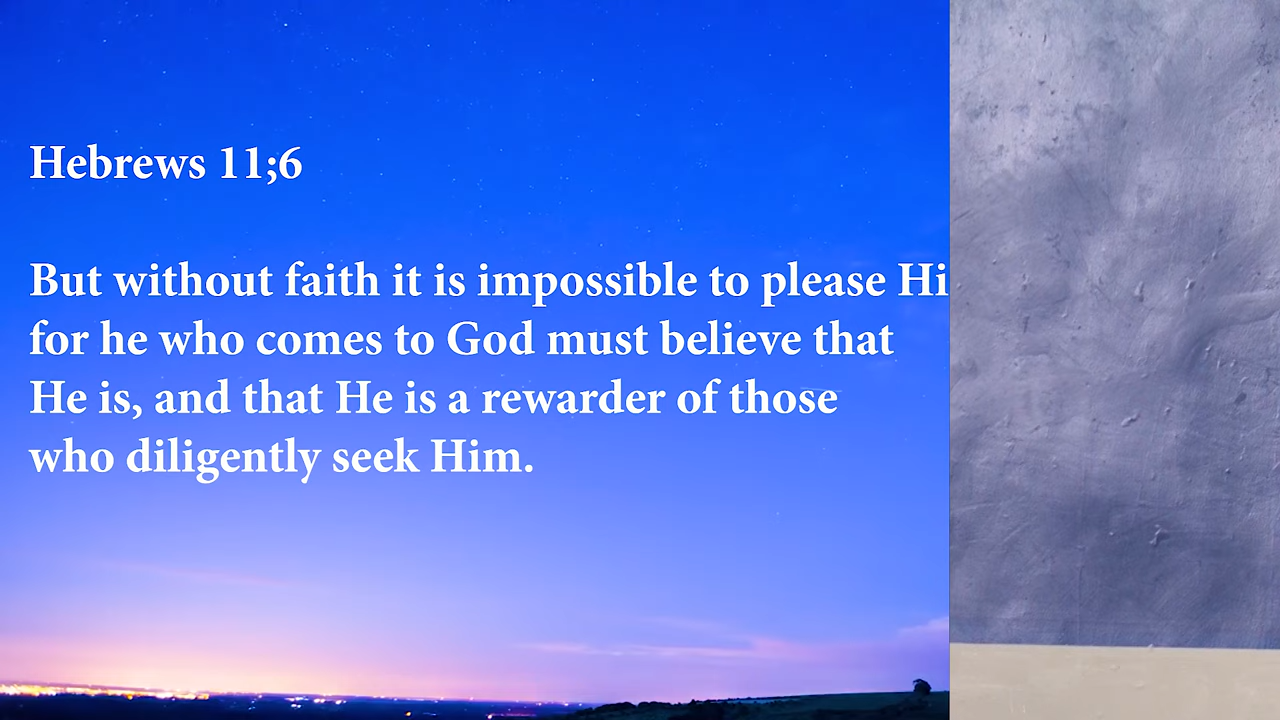 Hebrews 11;6
But without faith it is impossible to please Hi
for he who comes to God must believe that
He is, and that He is a rewarder of those
who diligently seek Him.